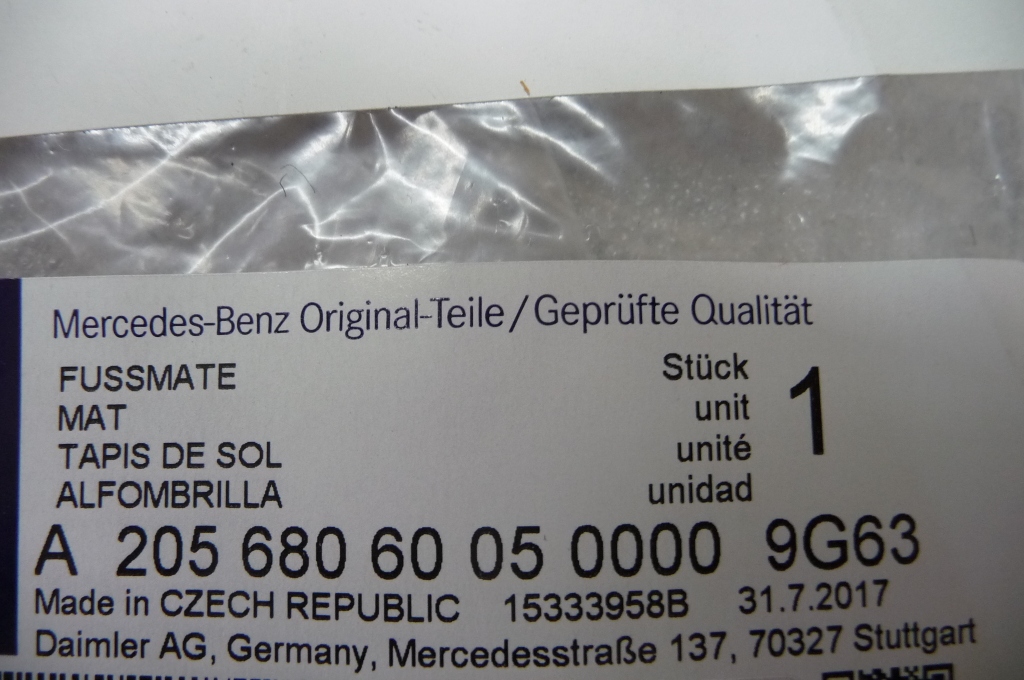 Mercedes-Benz Original-Teile/Geprüfte Qualität
FUSSMATE
MAT
TAPIS DE SOL
ALFOMBRILLA
Stück
unit
unité
unidad
1
A 205 680 60 05 0000 9G63
Made in CZECH REPUBLIC 15333958B 31.7.2017
Daimler AG, Germany, Mercedesstraße 137, 70327 Stuttgart